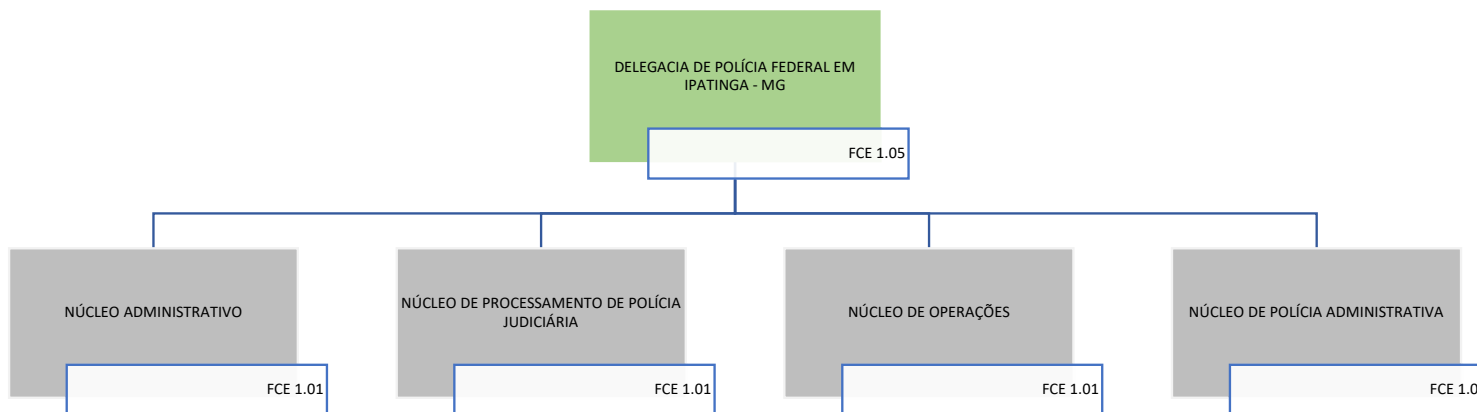 DELEGACIA DE POLÍCIA FEDERAL EM
IPATINGA - MG
FCE 1.05
NÚCLEO ADMINISTRATIVO
FCE 1.01
NÚCLEO DE PROCESSAMENTO DE POLÍCIA
JUDICIÁRIA
FCE 1.01
NÚCLEO DE OPERAÇÕES
FCE 1.01
NÚCLEO DE POLÍCIA ADMINISTRATIVA
FCE